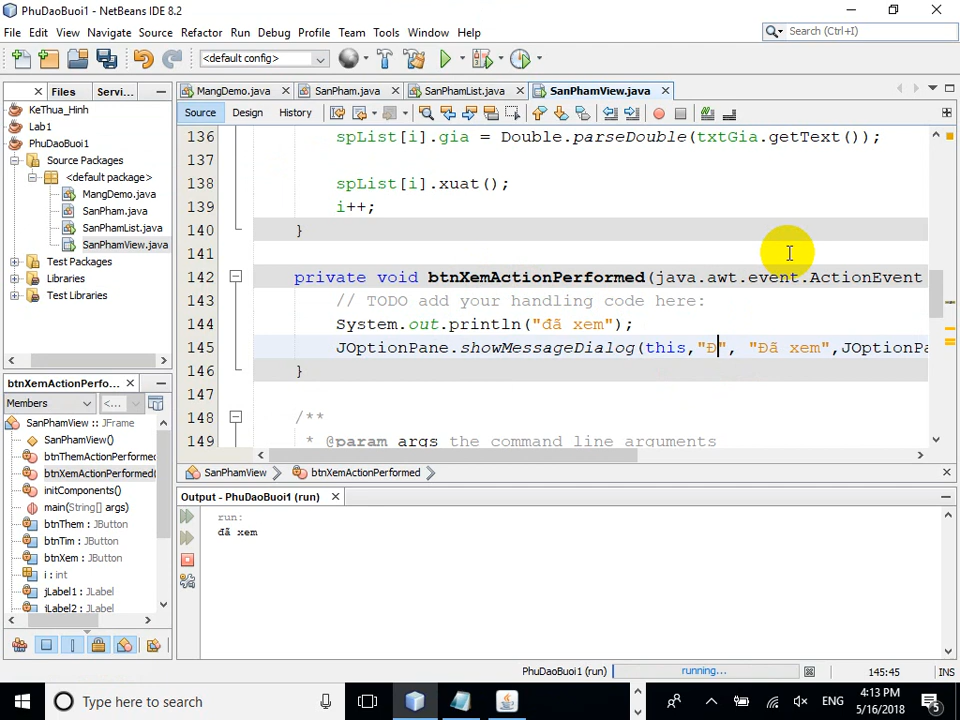 PhuDaoBuoi1 - NetBeans IDE 8.2
File Edit View Navigate Source Refactor Run Debug Profile Team Tools Window Help
Search (Ctrl+I)
<default config>
Files Servi...
MangDemo.java SanPham.java SanPhamList.java SanPhamView.java
Source Design History
KeThua_Hinh
Lab1
PhuDaoBuoi1
Source Packages
<default package>
MangDemo.java
SanPham.java
SanPhamList.java
SanPhamView.java
Test Packages
Libraries
Test Libraries
136 spList[i].gia = Double.parseDouble(txtGia.getText());
137
138 spList[i].xuat();
139 i++;
140 }
141
142 private void btnXemActionPerformed(java.awt.event.ActionEvent
143 // TODO add your handling code here:
144 System.out.println("đã xem");
145 JOptionPane.showMessageDialog(this,"Đ", "Đã xem",JOptionPa
146 }
147
148 /**
149 * @param args the command line arguments
SanPhamView btnXemActionPerformed
btnXemActionPerfo...
Members <...
SanPhamView :: JFrame
SanPhamView()
btnThemActionPerformed
btnXemActionPerformed(
initComponents()
main(String[] args)
btnThem : JButton
btnTim : JButton
btnXem : JButton
i : int
jLabel1 : JLabel
jLabel2 : JLabel
Output - PhuDaoBuoi1 (run)
run:
đã xem
PhuDaoBuoi1 (run) running... 145:45 INS
Type here to search
ENG
4:13 PM
5/16/2018
5